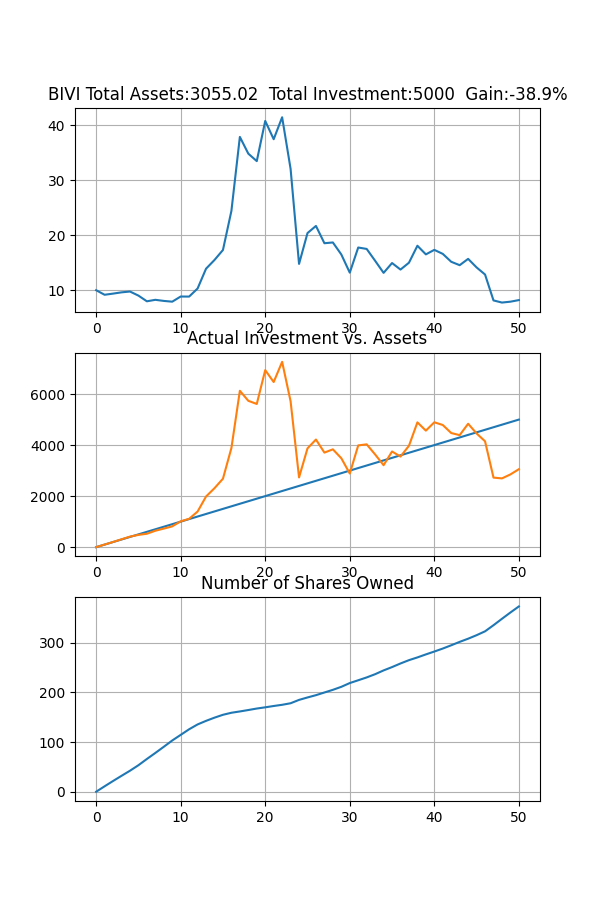 BIVI Total Assets:3055.02  Total Investment:5000  Gain:-38.9%
40
30
20
10
0 10 20 30 40 50
Actual Investment vs. Assets
6000
4000
2000
0
0 10 20 30 40 50
Number of Shares Owned
300
200
100
0
0 10 20 30 40 50